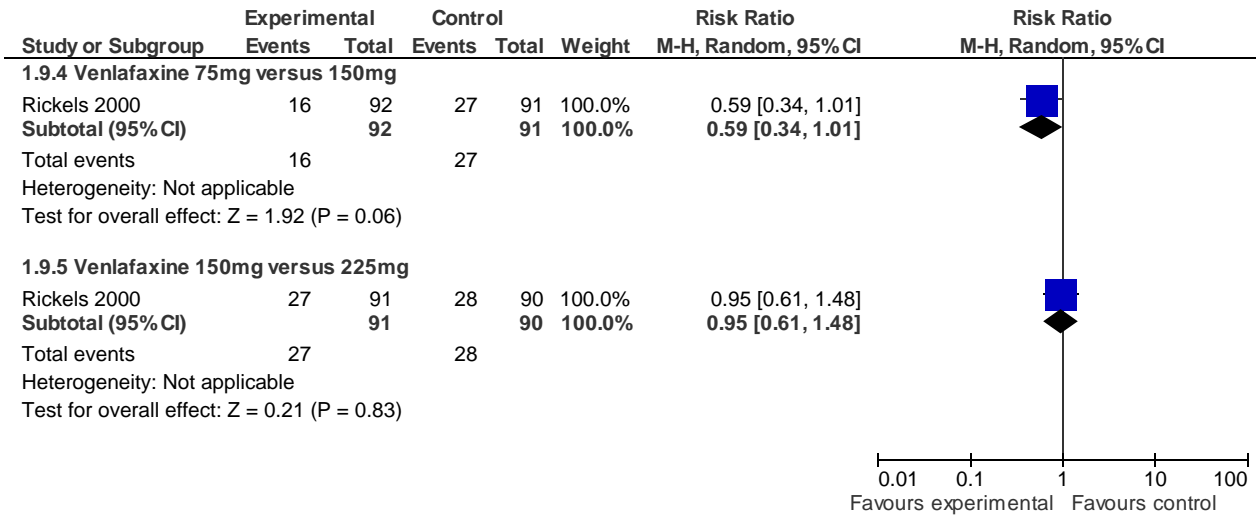 Experimental Control Risk Ratio Risk Ratio
Study or Subgroup Events Total Events Total Weight M-H, Random, 95% CI M-H, Random, 95% CI
1.9.4 Venlafaxine 75mg versus 150mg
Rickels 2000 16 92 27 91 100.0% 0.59 [0.34, 1.01]
Subtotal (95% CI) 92 91 100.0% 0.59 [0.34, 1.01]
Total events 16 27
Heterogeneity: Not applicable
Test for overall effect: Z = 1.92 (P = 0.06)
1.9.5 Venlafaxine 150mg versus 225mg
Rickels 2000 27 91 28 90 100.0% 0.95 [0.61, 1.48]
Subtotal (95% CI) 91 90 100.0% 0.95 [0.61, 1.48]
Total events 27 28
Heterogeneity: Not applicable
Test for overall effect: Z = 0.21 (P = 0.83)
0.01 0.1 1 10 100
Favours experimental Favours control